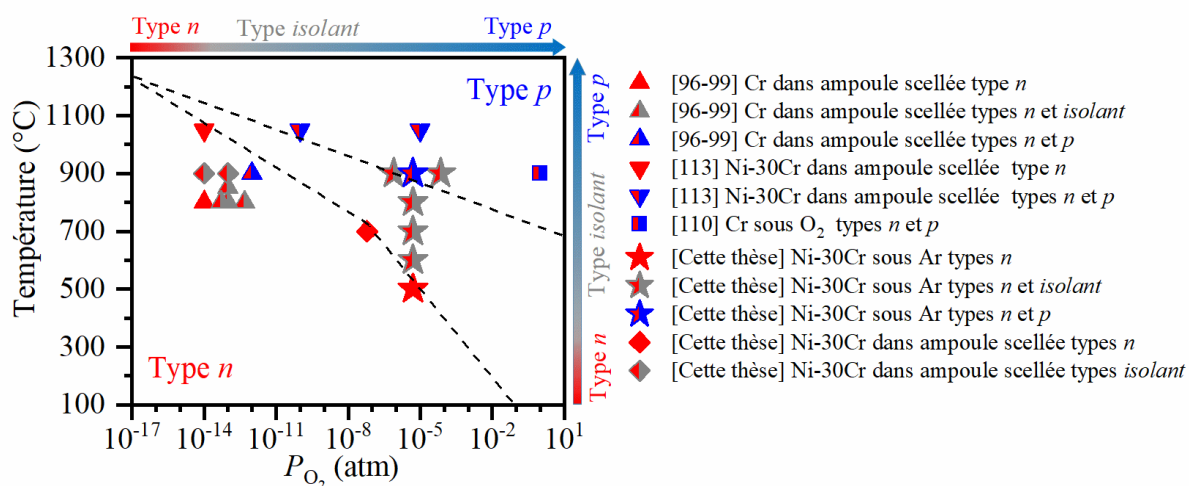 Type n
Type isolant
Type p
1300
1100
900
700
500
300
100
Température (°C)
Type p
Type n
Type p
Type isolant
Type n
10-17
10-14
10-11
10-8
10-5
10-2
101
PO2 (atm)
[96-99] Cr dans ampoule scellée type n
[96-99] Cr dans ampoule scellée types n et isolant
[96-99] Cr dans ampoule scellée types n et p
[113] Ni-30Cr dans ampoule scellée type n
[113] Ni-30Cr dans ampoule scellée types n et p
[110] Cr sous O2 types n et p
[Cette thèse] Ni-30Cr sous Ar types n
[Cette thèse] Ni-30Cr sous Ar types n et isolant
[Cette thèse] Ni-30Cr sous Ar types n et p
[Cette thèse] Ni-30Cr dans ampoule scellée types n
[Cette thèse] Ni-30Cr dans ampoule scellée types isolant